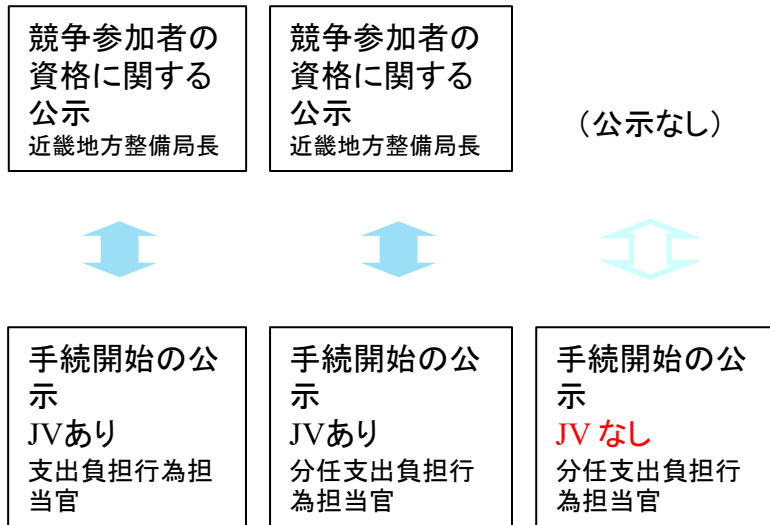 競争参加者の
資格に関する
公示
近畿地方整備局長
競争参加者の
資格に関する
公示
近畿地方整備局長
（公示なし）
手続開始の公
示
JVあり
支出負担行為担
当官
手続開始の公
示
JVあり
分任支出負担行
為担当官
手続開始の公
示
JV なし
分任支出負担行
為担当官